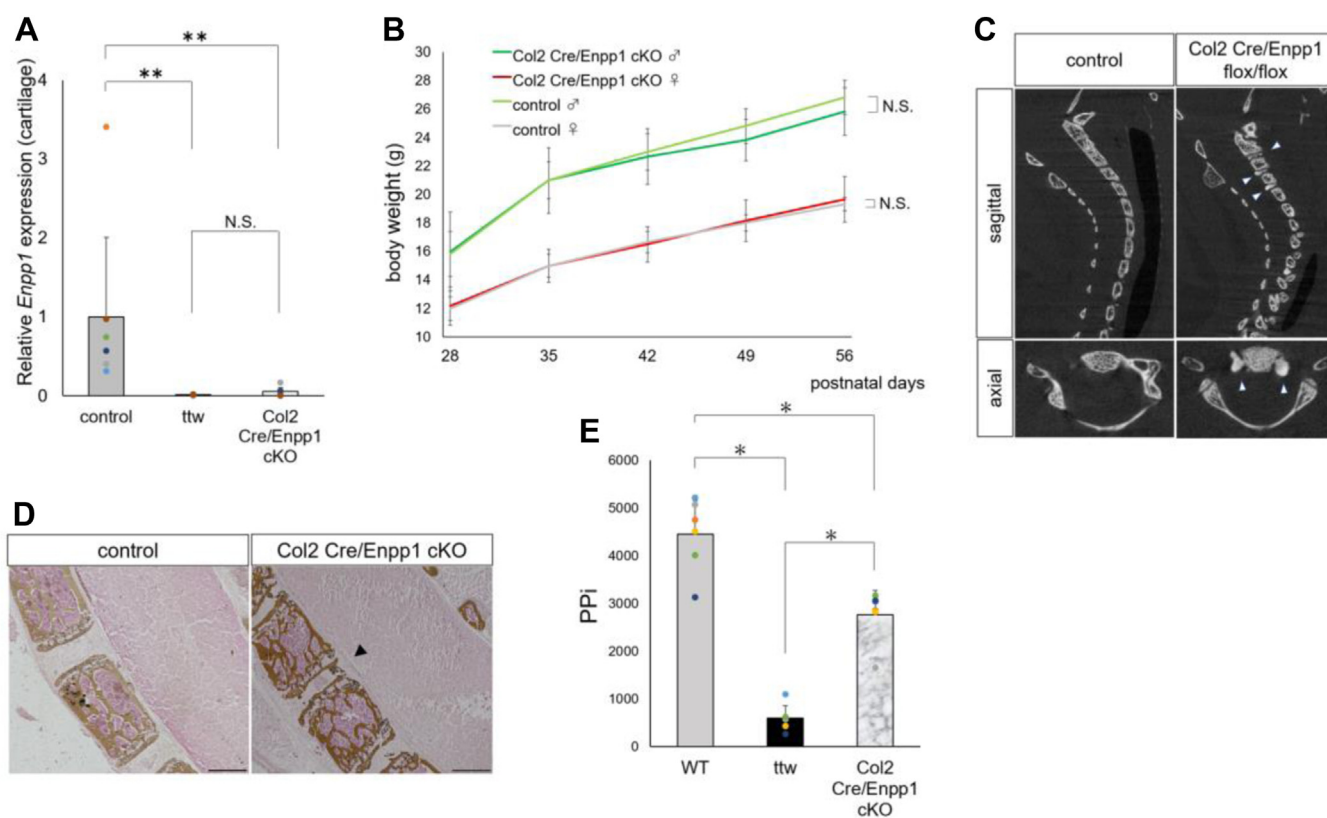 A
Relative Enpp1 expression (cartilage)
4
3
2
1
0
**
**
N.S.
control
ttw
Col2
Cre/Enpp1
cKO
B
body weight (g)
30
28
26
24
22
20
18
16
14
12
10
Col2 Cre/Enpp1 cKO ♂
Col2 Cre/Enpp1 cKO ♀
control ♂
control ♀
N.S.
N.S.
28
35
42
49
56
postnatal days
C
control
Col2 Cre/Enpp1
flox/flox
sagittal
axial
D
control
Col2 Cre/Enpp1 cKO
E
PPi
6000
5000
4000
3000
2000
1000
0
*
*
*
WT
ttw
Col2
Cre/Enpp1
cKO